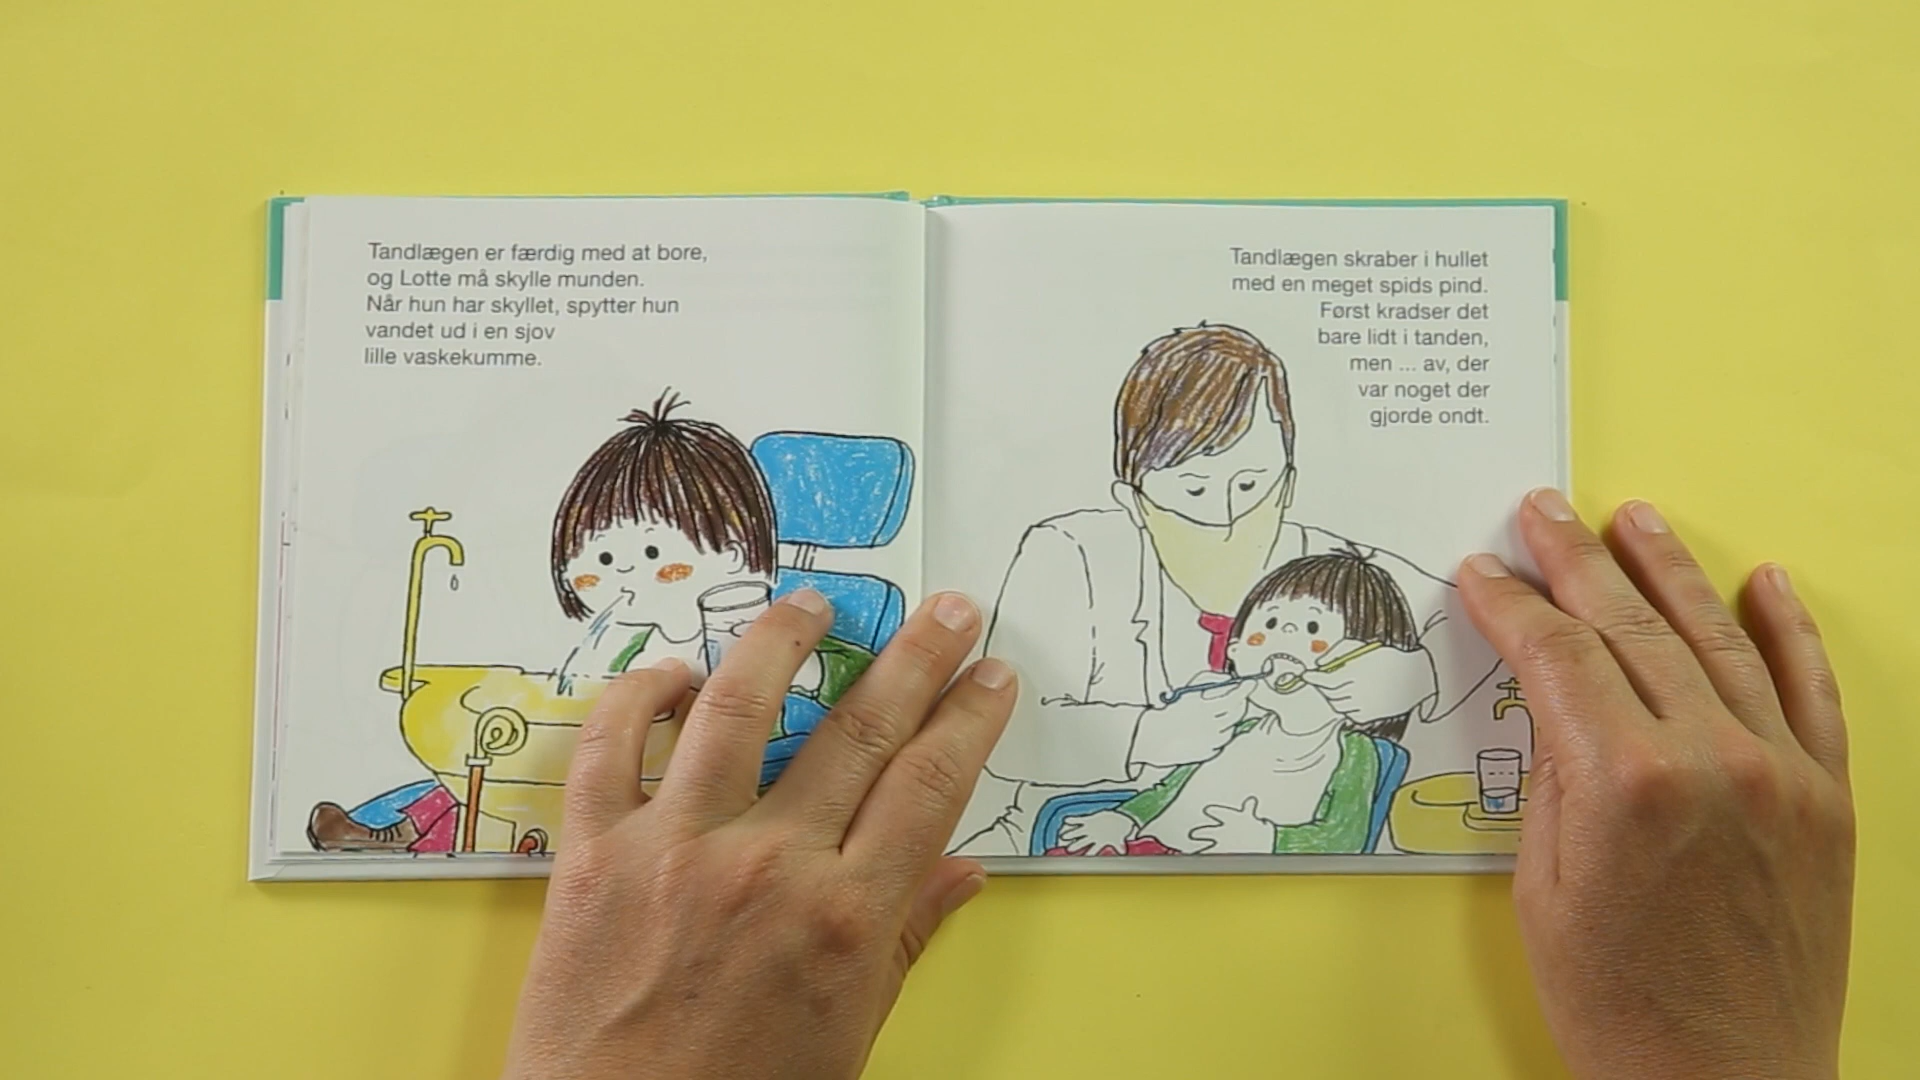 Tandlægen er færdig med at bore,
og Lotte må skylle munden.
Når hun har skyllet, spytter hun
vandet ud i en sjov
lille vaskekumme.
Tandlægen skraber i hullet
med en meget spids pind.
Først kradser det
bare lidt i tanden,
men ... av, der
var noget der
gjorde ondt.